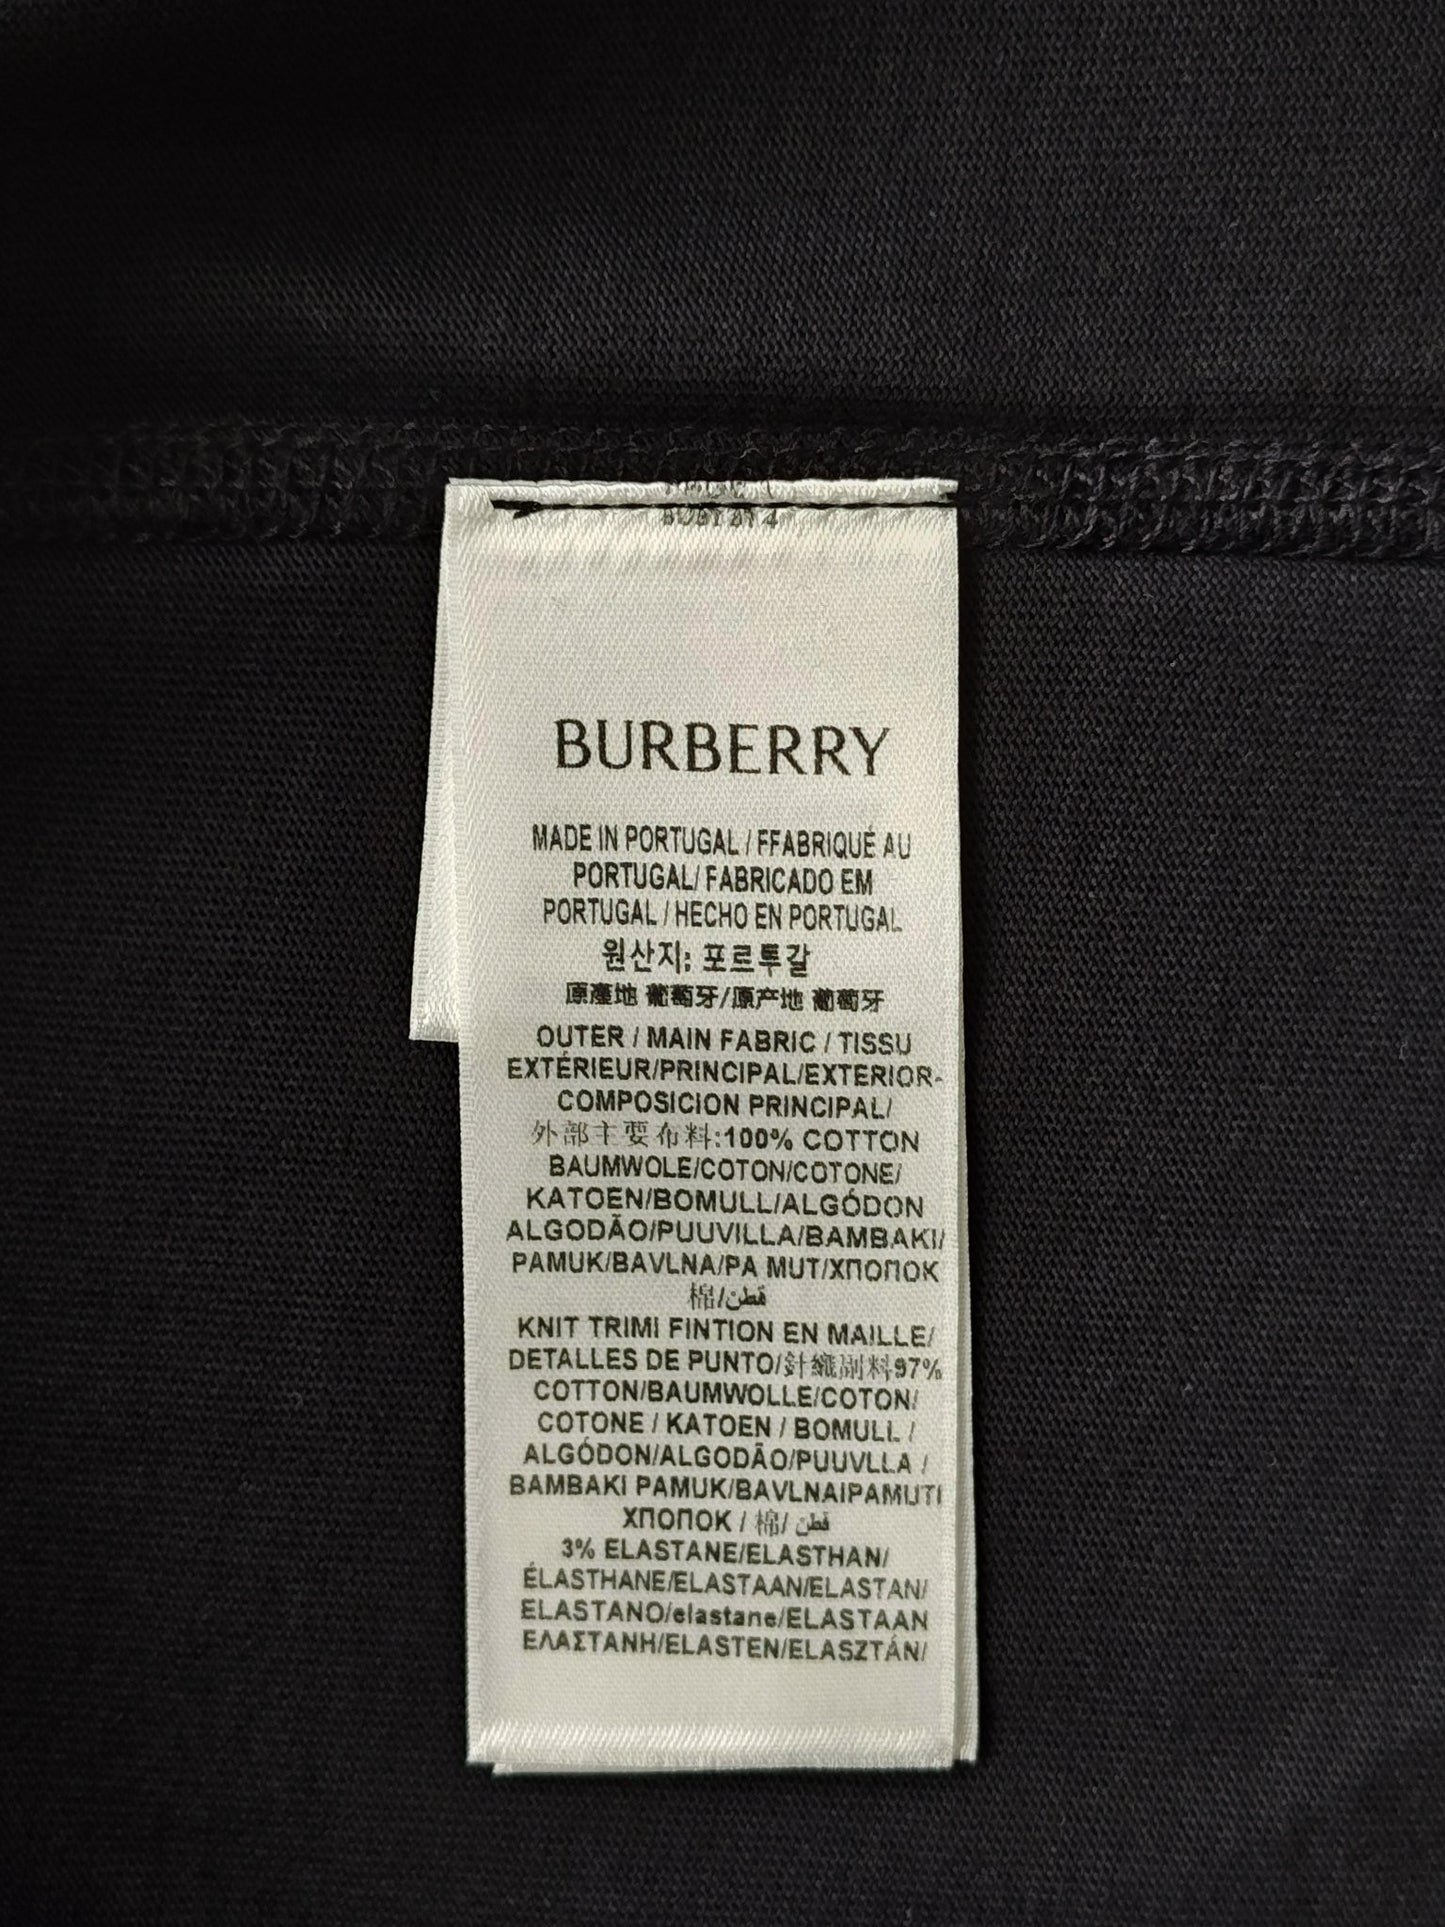 BURBERRY
MADE IN PORTUGAL / FFABRIQUÉ AU
PORTUGAL/ FABRICADO EM
PORTUGAL / HECHO EN PORTUGAL
원산지: 포르투갈
原產地 葡萄牙/原产地 葡萄牙
OUTER / MAIN FABRIC / TISSU
EXTÉRIEUR/PRINCIPAL/EXTERIOR-
COMPOSICION PRINCIPAL/
外部主要布料:100% COTTON
BAUMWOLE/COTON/COTONE/
KATOEN/BOMULL/ALGÓDON
ALGODÃO/PUUVILLA/BAMBAKI/
PAMUK/BAVLNA/PA MUT/XПОПОК
棉/قطن
KNIT TRIMI FINTION EN MAILLE/
DETALLES DE PUNTO/針織副料97%
COTTON/BAUMWOLLE/COTON/
COTONE / KATOEN / BOMULL /
ALGÓDON/ALGODÃO/PUUVLLA /
BAMBAKI PAMUK/BAVLNAIPAMUTI
XПОПОК / 棉/ قطن
3% ELASTANE/ELASTHAN/
ÉLASTHANE/ELASTAAN/ELASTAN/
ELASTANO/elastane/ELASTAAN
ΕΛΑΣΤΑΝΗ/ELASTEN/ELASZTÁN/